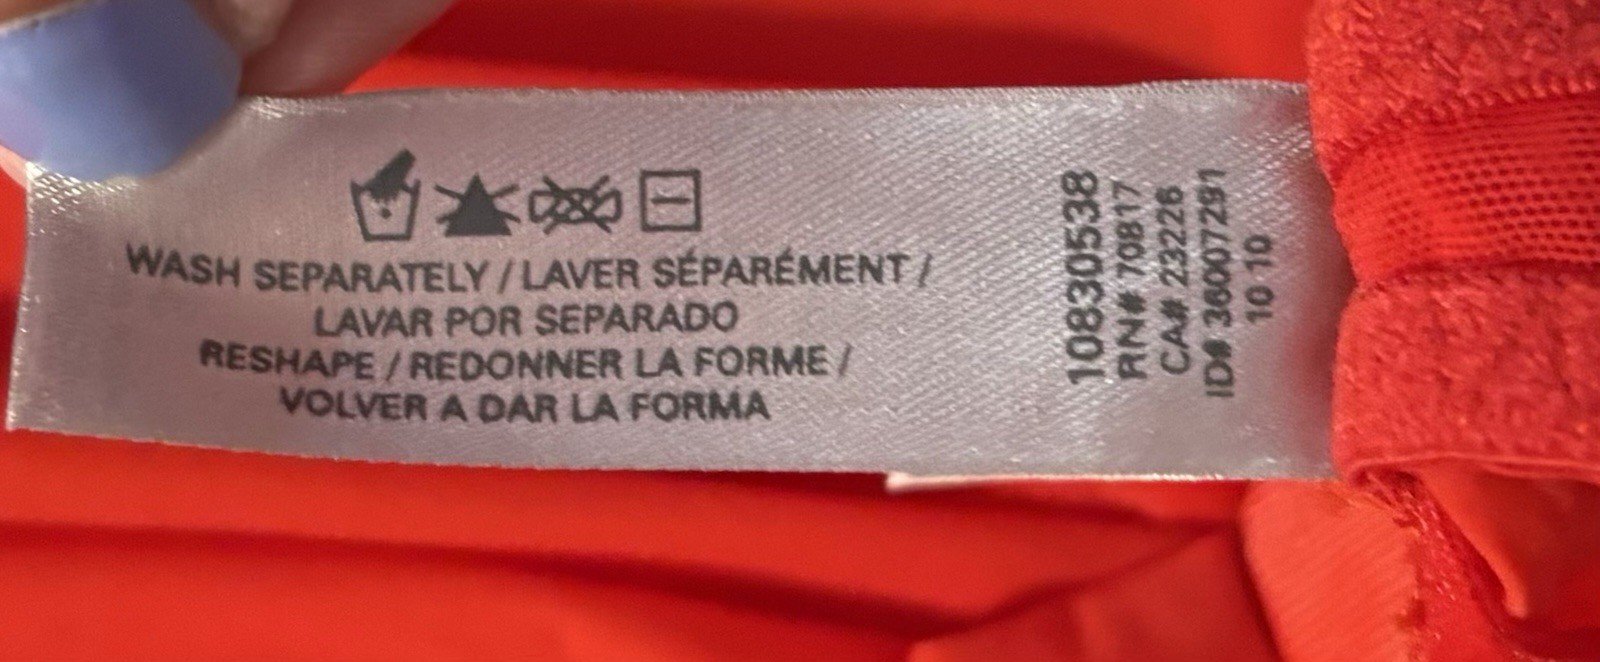 WASH SEPARATELY / LAVER SÉPARÉMENT /
LAVAR POR SEPARADO
RESHAPE / REDONNER LA FORME /
VOLVER A DAR LA FORMA
10830538
RN# 70817
CA# 23226
ID# 36007291
10 10